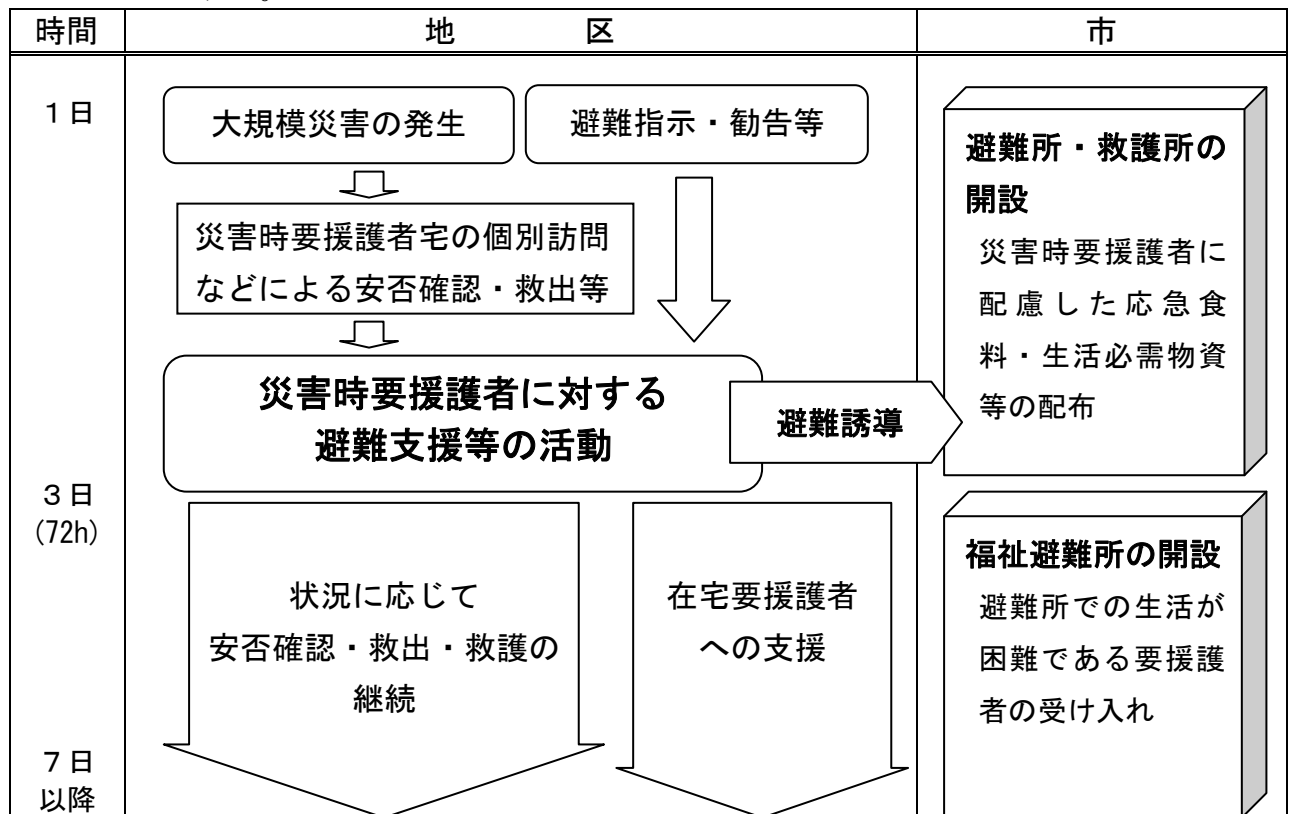 時間
地 区
市
1日
大規模災害の発生
避難指示・勧告等
災害時要援護者宅の個別訪問
などによる安否確認・救出等
災害時要援護者に対する
避難支援等の活動
避難誘導
避難所・救護所の
開設
災害時要援護者に
配慮した応急食
料・生活必需物資
等の配布
3日
(72h)
状況に応じて
安否確認・救出・救護の
継続
在宅要援護者
への支援
福祉避難所の開設
避難所での生活が
困難である要援護
者の受け入れ
7日
以降